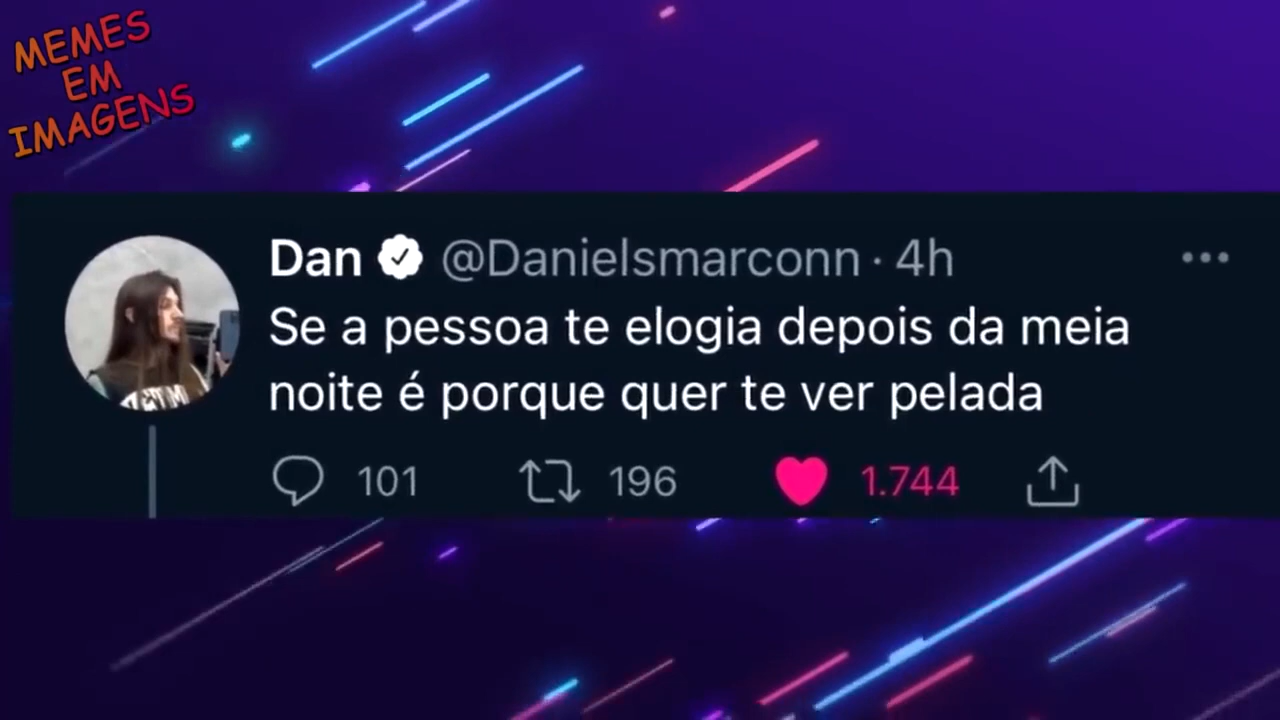 MEMES
EM
IMAGENS
Dan @Danielsmarconn · 4h
Se a pessoa te elogia depois da meia
noite é porque quer te ver pelada
101 196 1.744